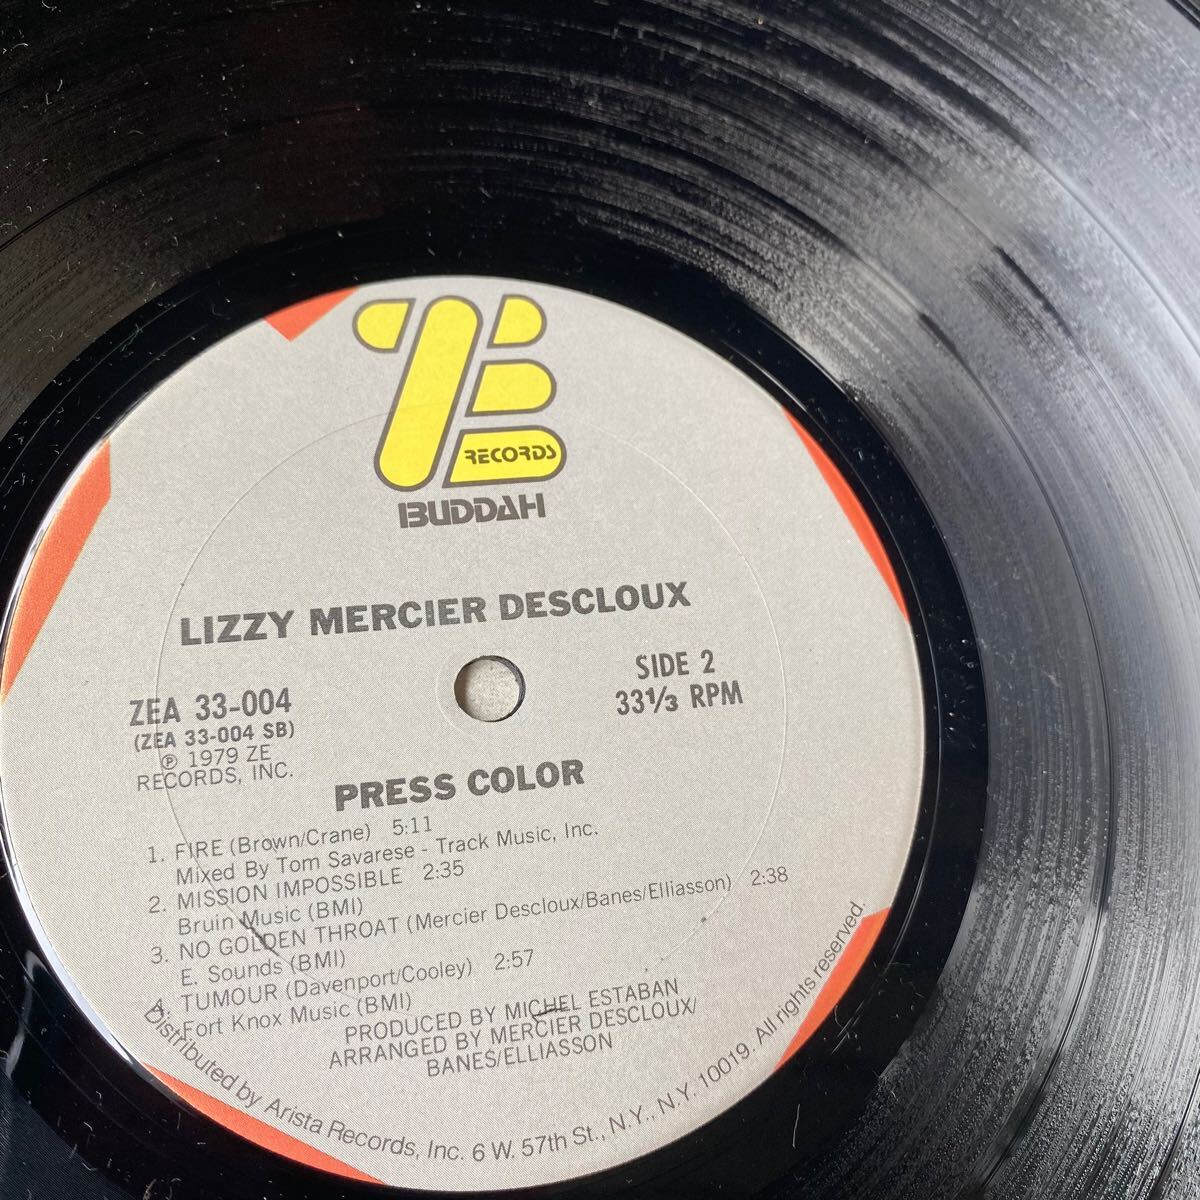 ZE
RECORDS
BUDDAH
LIZZY MERCIER DESCLOUX
ZEA 33-004
(ZEA 33-004 SB)
℗ 1979 ZE
RECORDS, INC.
SIDE 2
33⅓ RPM
PRESS COLOR
1. FIRE (Brown/Crane) 5:11
Mixed By Tom Savarese - Track Music, Inc.
2. MISSION IMPOSSIBLE 2:35
Bruin Music (BMI)
3. NO GOLDEN THROAT (Mercier Descloux/Banes/Elliasson) 2:38
E. Sounds (BMI)
4. TUMOUR (Davenport/Cooley) 2:57
Fort Knox Music (BMI)
PRODUCED BY MICHEL ESTABAN
ARRANGED BY MERCIER DESCLOUX/
BANES/ELLIASSON
Distributed by Arista Records, Inc. 6 W. 57th St., N.Y., N.Y. 10019. All rights reserved.